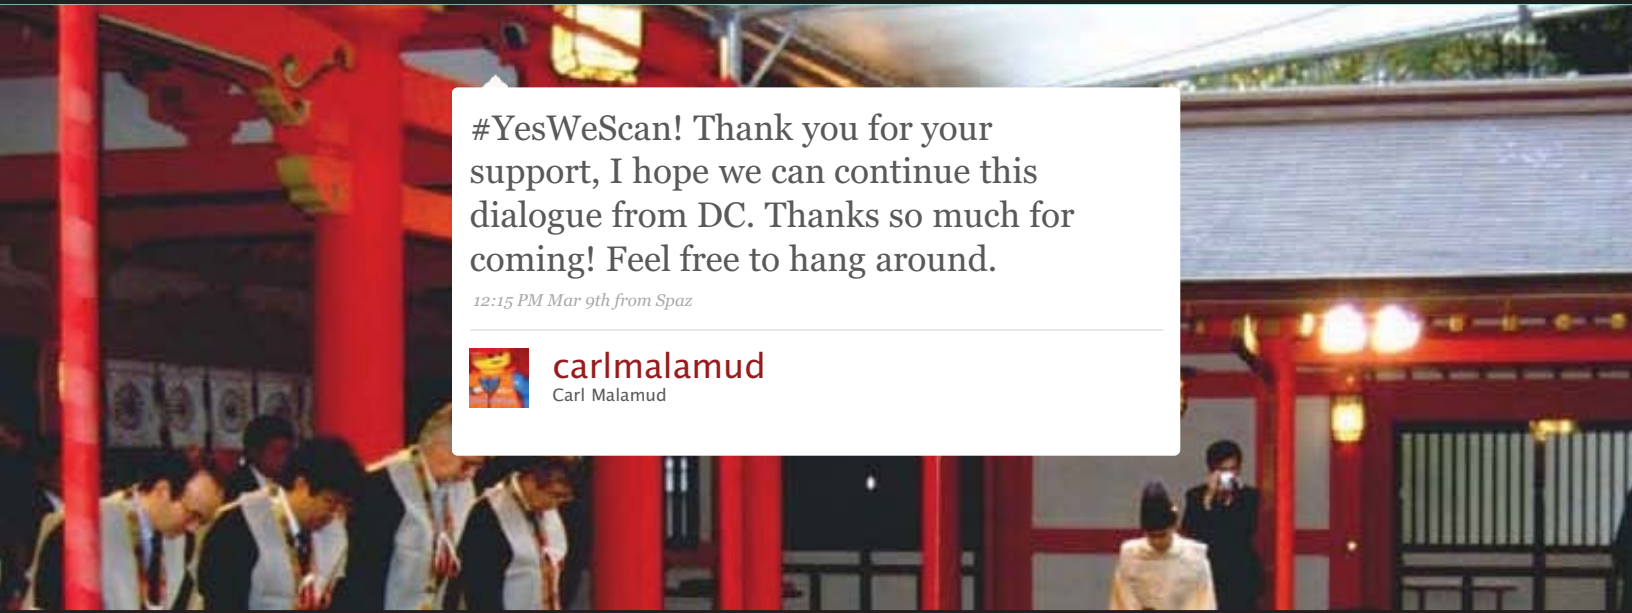 #YesWeScan! Thank you for your
support, I hope we can continue this
dialogue from DC. Thanks so much for
coming! Feel free to hang around.
12:15 PM Mar 9th from Spaz
carlmalamud
Carl Malamud